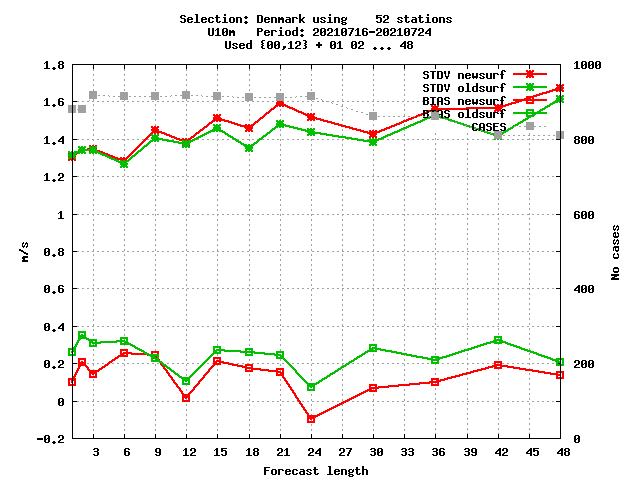 Selection: Denmark using    52 stations
U10m   Period: 20210716-20210724
Used {00,12} + 01 02 ... 48
1.8
1.6
1.4
1.2
1
0.8
0.6
0.4
0.2
0
-0.2
m/s
1000
800
600
400
200
0
No cases
STDV newsurf
STDV oldsurf
BIAS newsurf
BIAS oldsurf
CASES
3 6 9 12 15 18 21 24 27 30 33 36 39 42 45 48
Forecast length